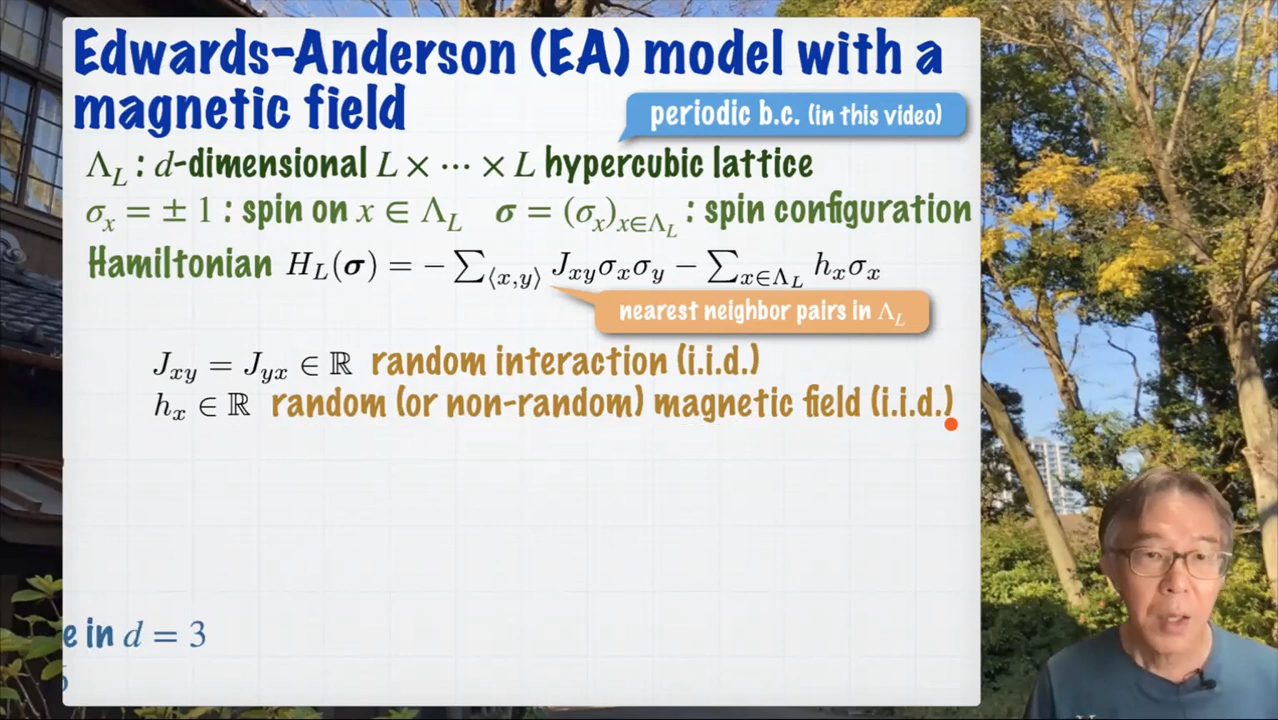 Edwards-Anderson (EA) model with a
magnetic field
periodic b.c. (in this video)
Λ_L : d-dimensional L × ⋯ × L hypercubic lattice
σ_x = ± 1 : spin on x ∈ Λ_L   𝝈 = (σ_x)_{x∈Λ_L} : spin configuration
Hamiltonian H_L(𝝈) = − ∑_{⟨x,y⟩} J_{xy}σ_xσ_y − ∑_{x∈Λ_L} h_xσ_x
nearest neighbor pairs in Λ_L
J_{xy} = J_{yx} ∈ ℝ random interaction (i.i.d.)
h_x ∈ ℝ random (or non-random) magnetic field (i.i.d.)
e in d = 3